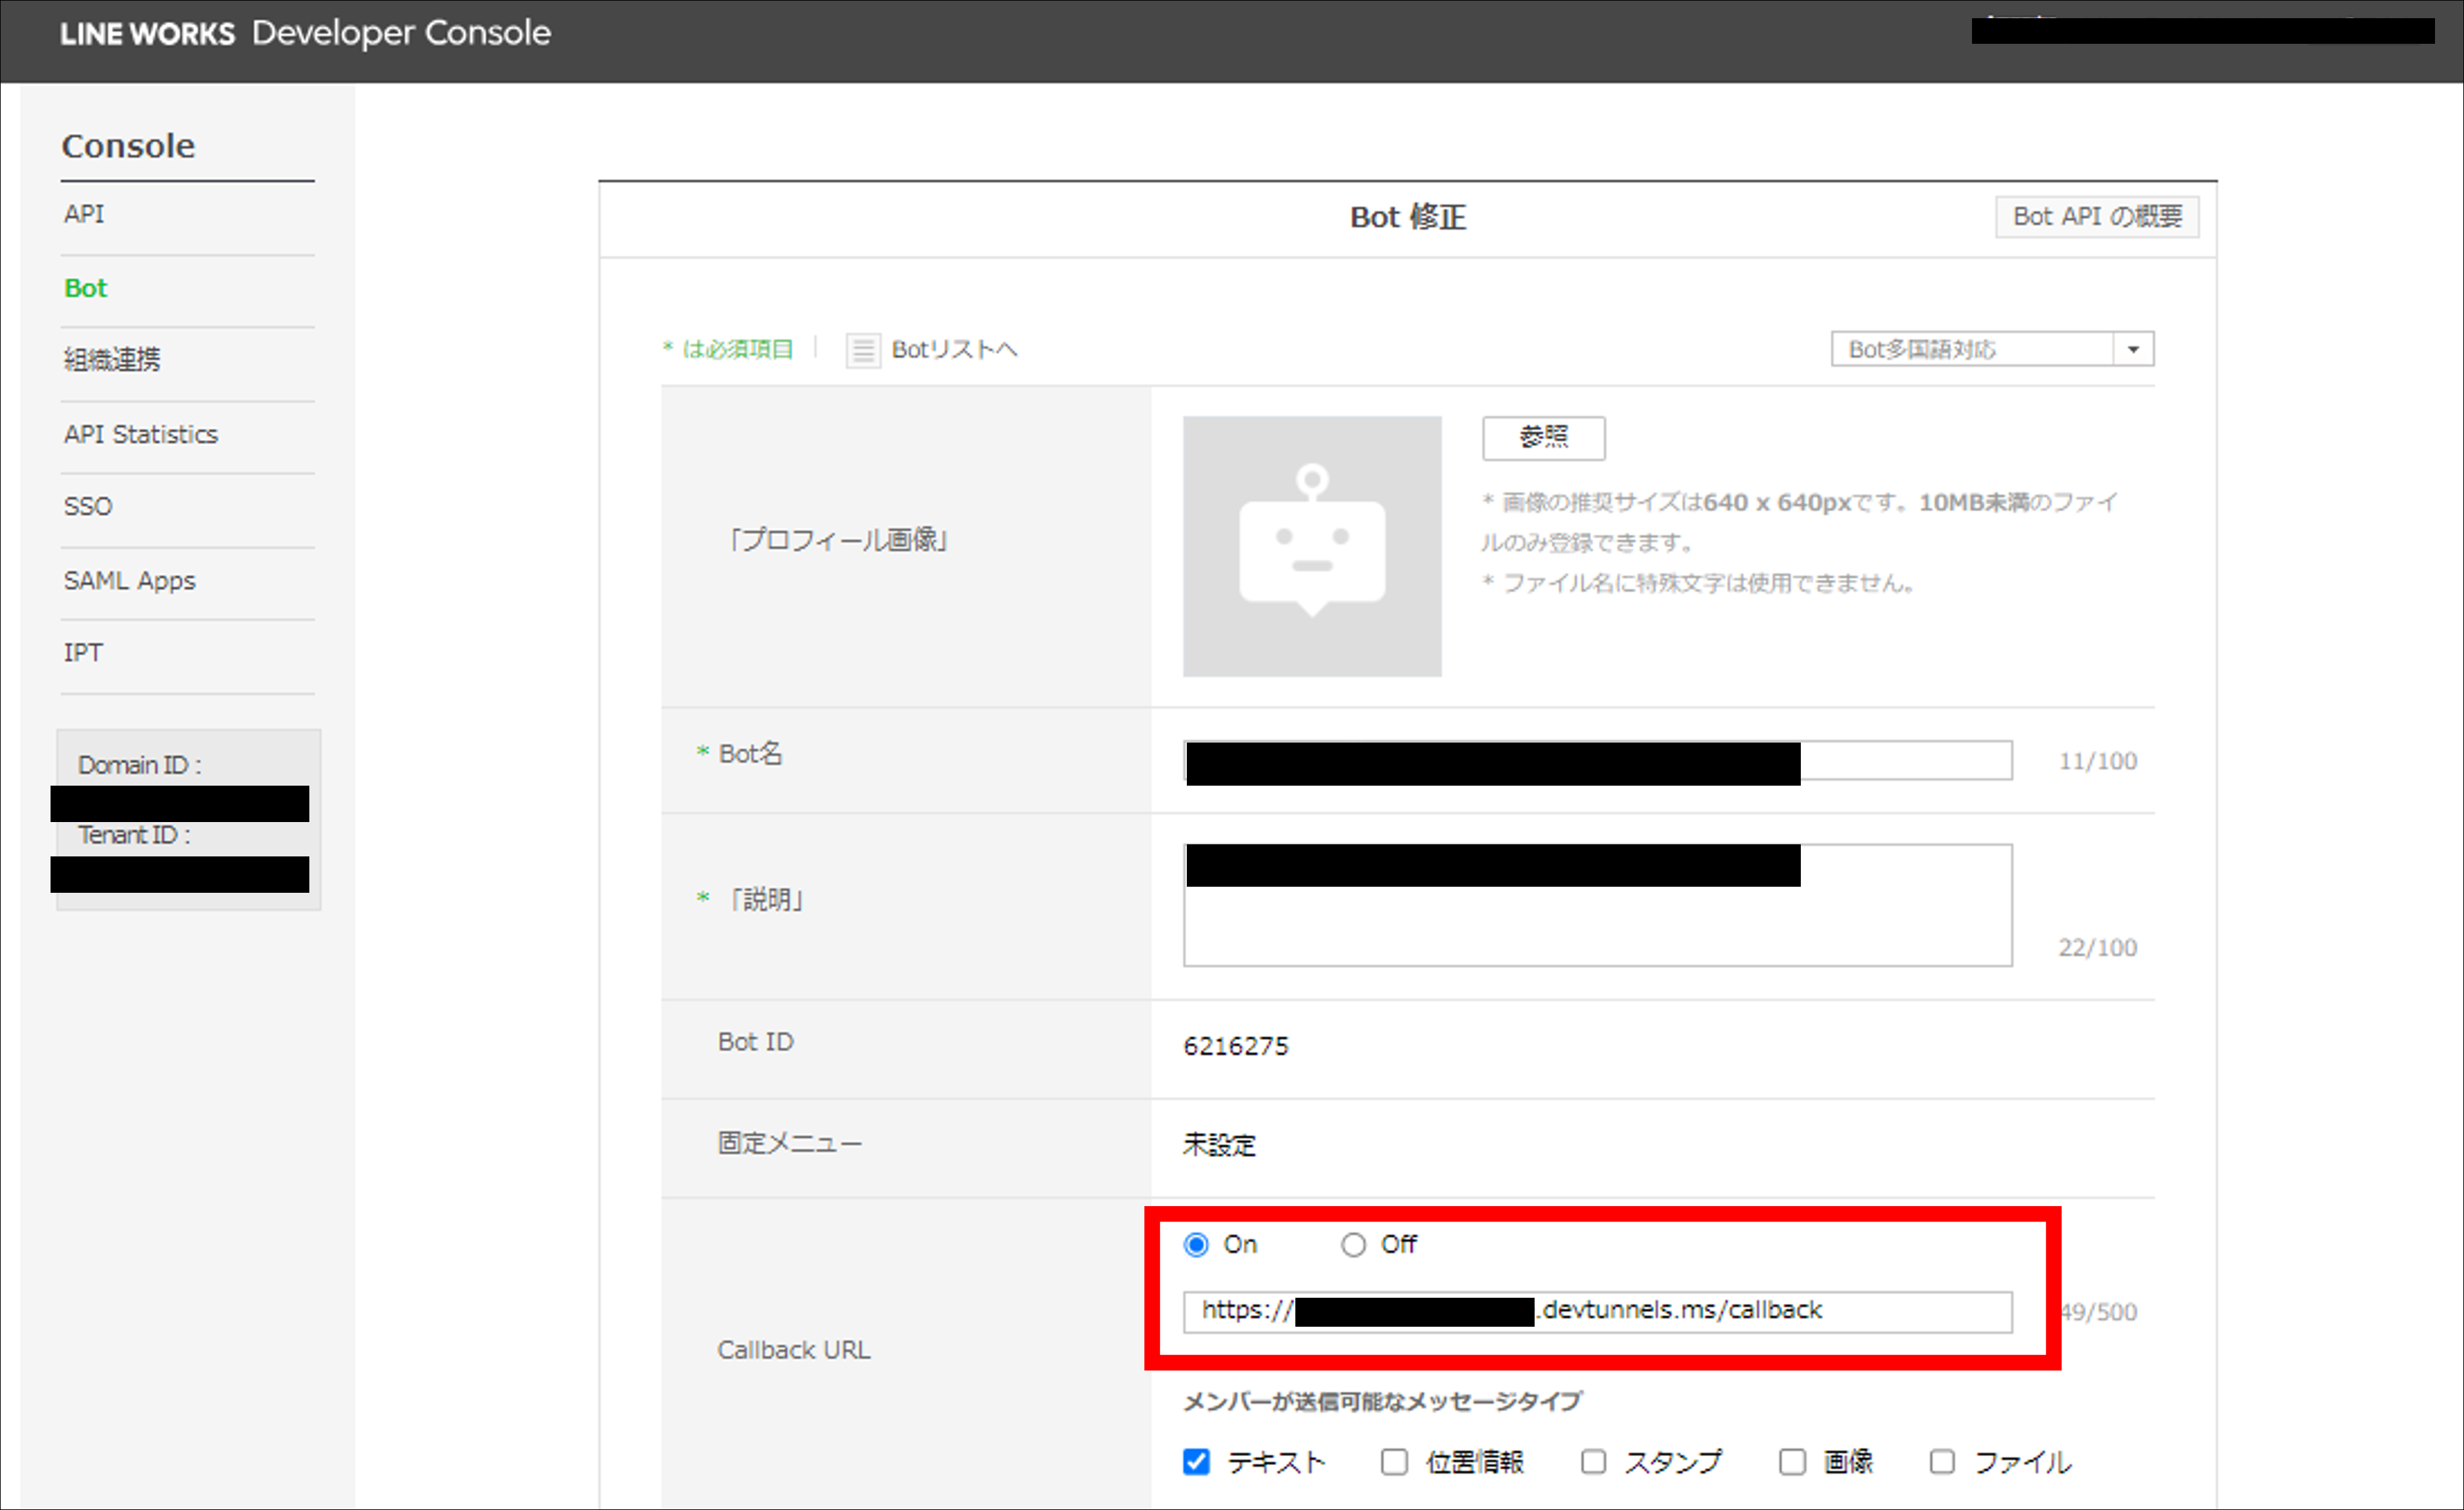 LINE WORKS Developer Console
Console
API
Bot
組織連携
API Statistics
SSO
SAML Apps
IPT
Domain ID :
Tenant ID :
Bot 修正
Bot API の概要
* は必須項目
Botリストへ
Bot多国語対応
「プロフィール画像」
参照
* 画像の推奨サイズは640 x 640pxです。10MB未満のファイ
ルのみ登録できます。
* ファイル名に特殊文字は使用できません。
* Bot名
11/100
* 「説明」
22/100
Bot ID
6216275
固定メニュー
未設定
Callback URL
On
Off
https://
.devtunnels.ms/callback
49/500
メンバーが送信可能なメッセージタイプ
テキスト
位置情報
スタンプ
画像
ファイル